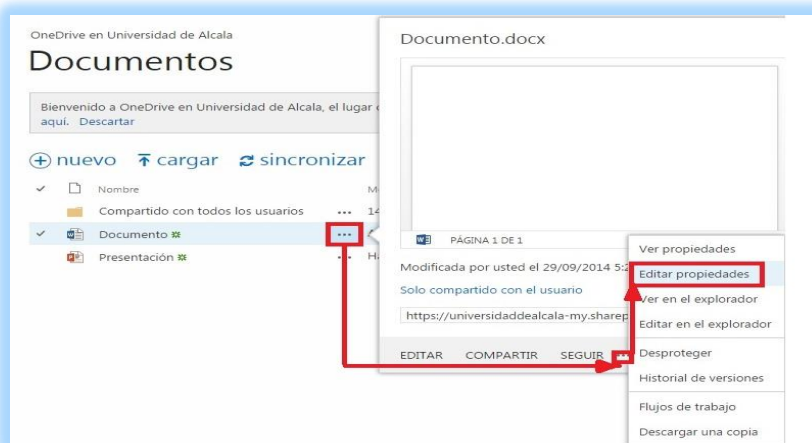 OneDrive en Universidad de Alcala
Documentos
Bienvenido a OneDrive en Universidad de Alcala, el lugar
aquí. Descartar
nuevo cargar sincronizar
Nombre
Compartido con todos los usuarios ... 14
Documento ...
Presentación ...
Documento.docx
PÁGINA 1 DE 1
Modificada por usted el 29/09/2014
Solo compartido con el usuario
https://universidaddealcala-my.sharep
EDITAR COMPARTIR SEGUIR ...
Ver propiedades
Editar propiedades
Ver en el explorador
Editar en el explorador
Desproteger
Historial de versiones
Flujos de trabajo
Descargar una copia